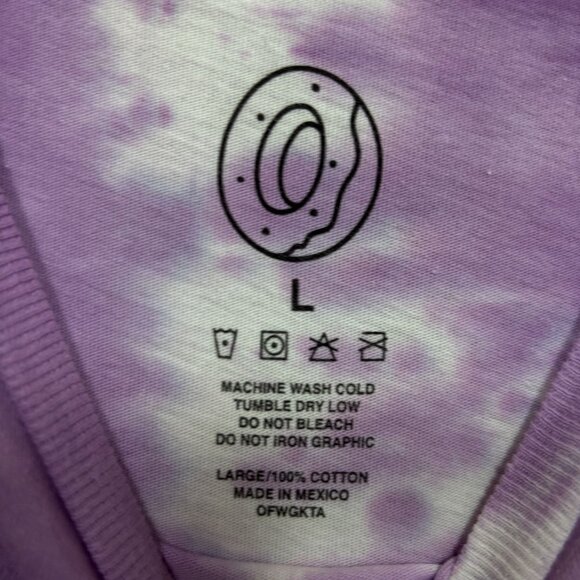 L
MACHINE WASH COLD
TUMBLE DRY LOW
DO NOT BLEACH
DO NOT IRON GRAPHIC
LARGE/100% COTTON
MADE IN MEXICO
OFWGKTA